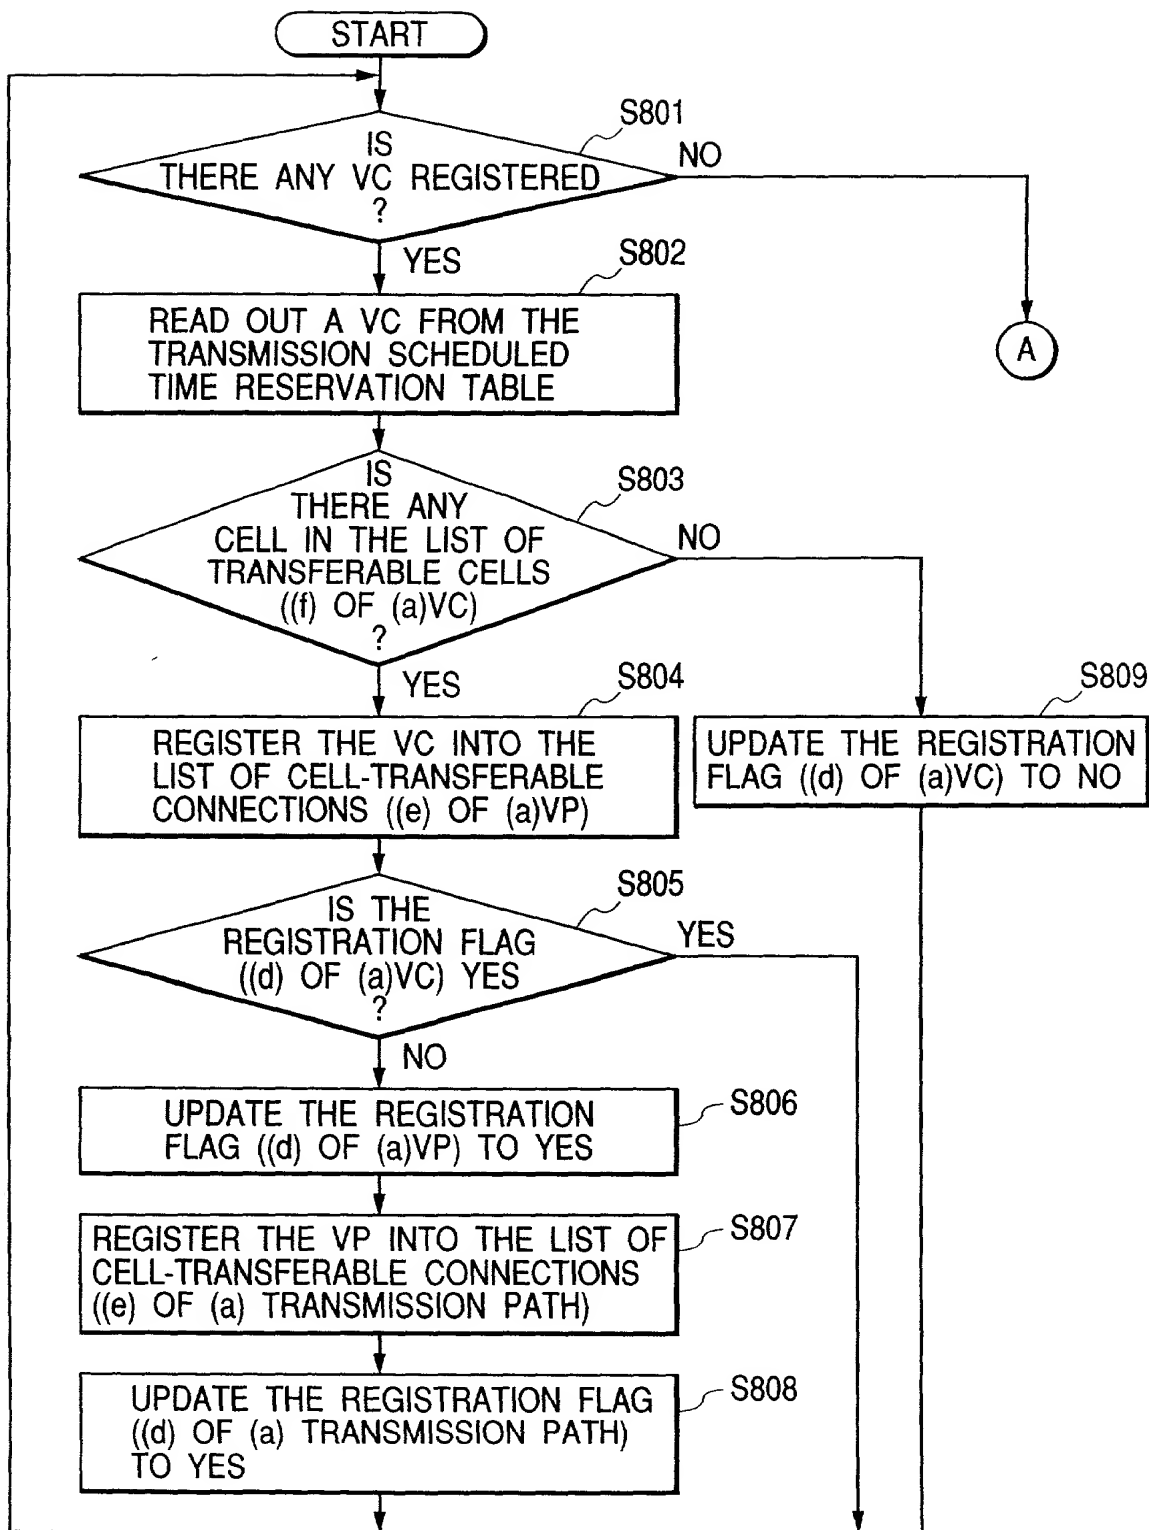 START
S801
IS
THERE ANY VC REGISTERED
?
NO
YES
S802
READ OUT A VC FROM THE
TRANSMISSION SCHEDULED
TIME RESERVATION TABLE
A
S803
IS
THERE ANY
CELL IN THE LIST OF
TRANSFERABLE CELLS
((f) OF (a)VC)
?
NO
YES
S804
REGISTER THE VC INTO THE
LIST OF CELL-TRANSFERABLE
CONNECTIONS ((e) OF (a)VP)
S809
UPDATE THE REGISTRATION
FLAG ((d) OF (a)VC) TO NO
S805
IS THE
REGISTRATION FLAG
((d) OF (a)VC) YES
?
YES
NO
S806
UPDATE THE REGISTRATION
FLAG ((d) OF (a)VP) TO YES
S807
REGISTER THE VP INTO THE LIST OF
CELL-TRANSFERABLE CONNECTIONS
((e) OF (a) TRANSMISSION PATH)
S808
UPDATE THE REGISTRATION FLAG
((d) OF (a) TRANSMISSION PATH)
TO YES